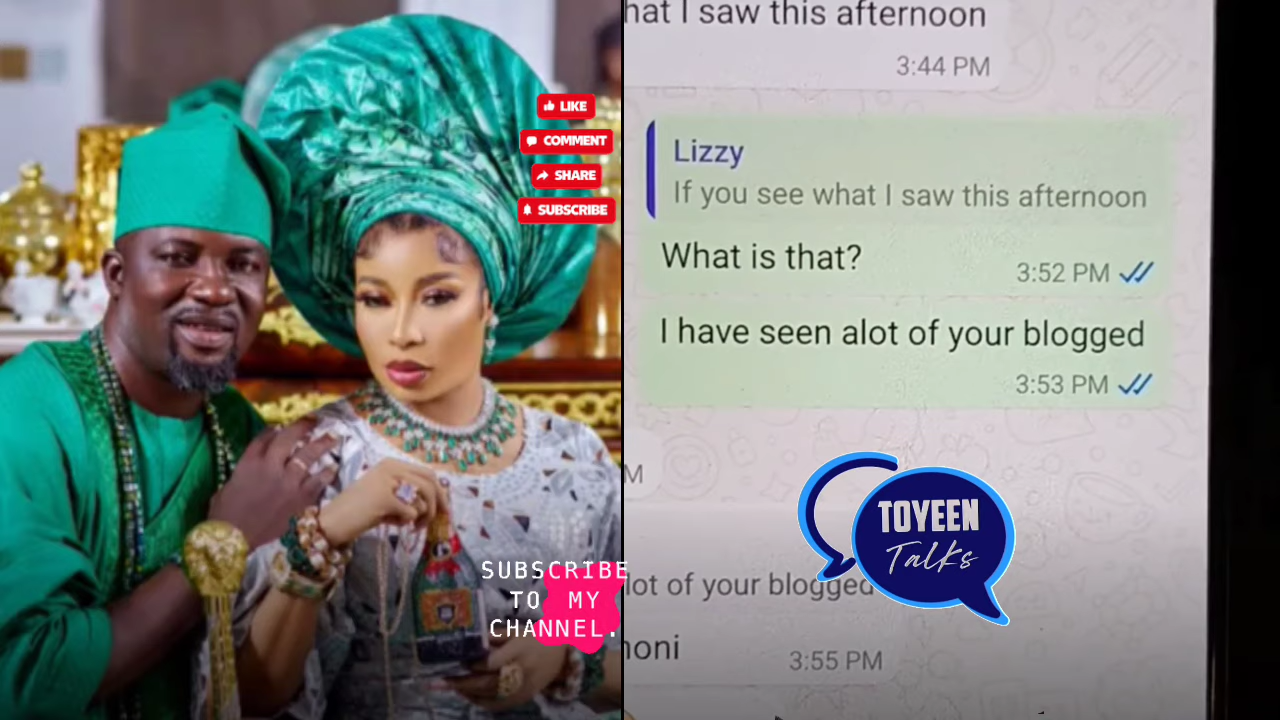 LIKE
COMMENT
SHARE
SUBSCRIBE
SUBSCRIBE
TO MY
CHANNEL.
hat I saw this afternoon
3:44 PM
Lizzy
If you see what I saw this afternoon
What is that?
3:52 PM
I have seen alot of your blogged
3:53 PM
M
lot of your blogged
noni
3:55 PM
TOYEEN
Talks